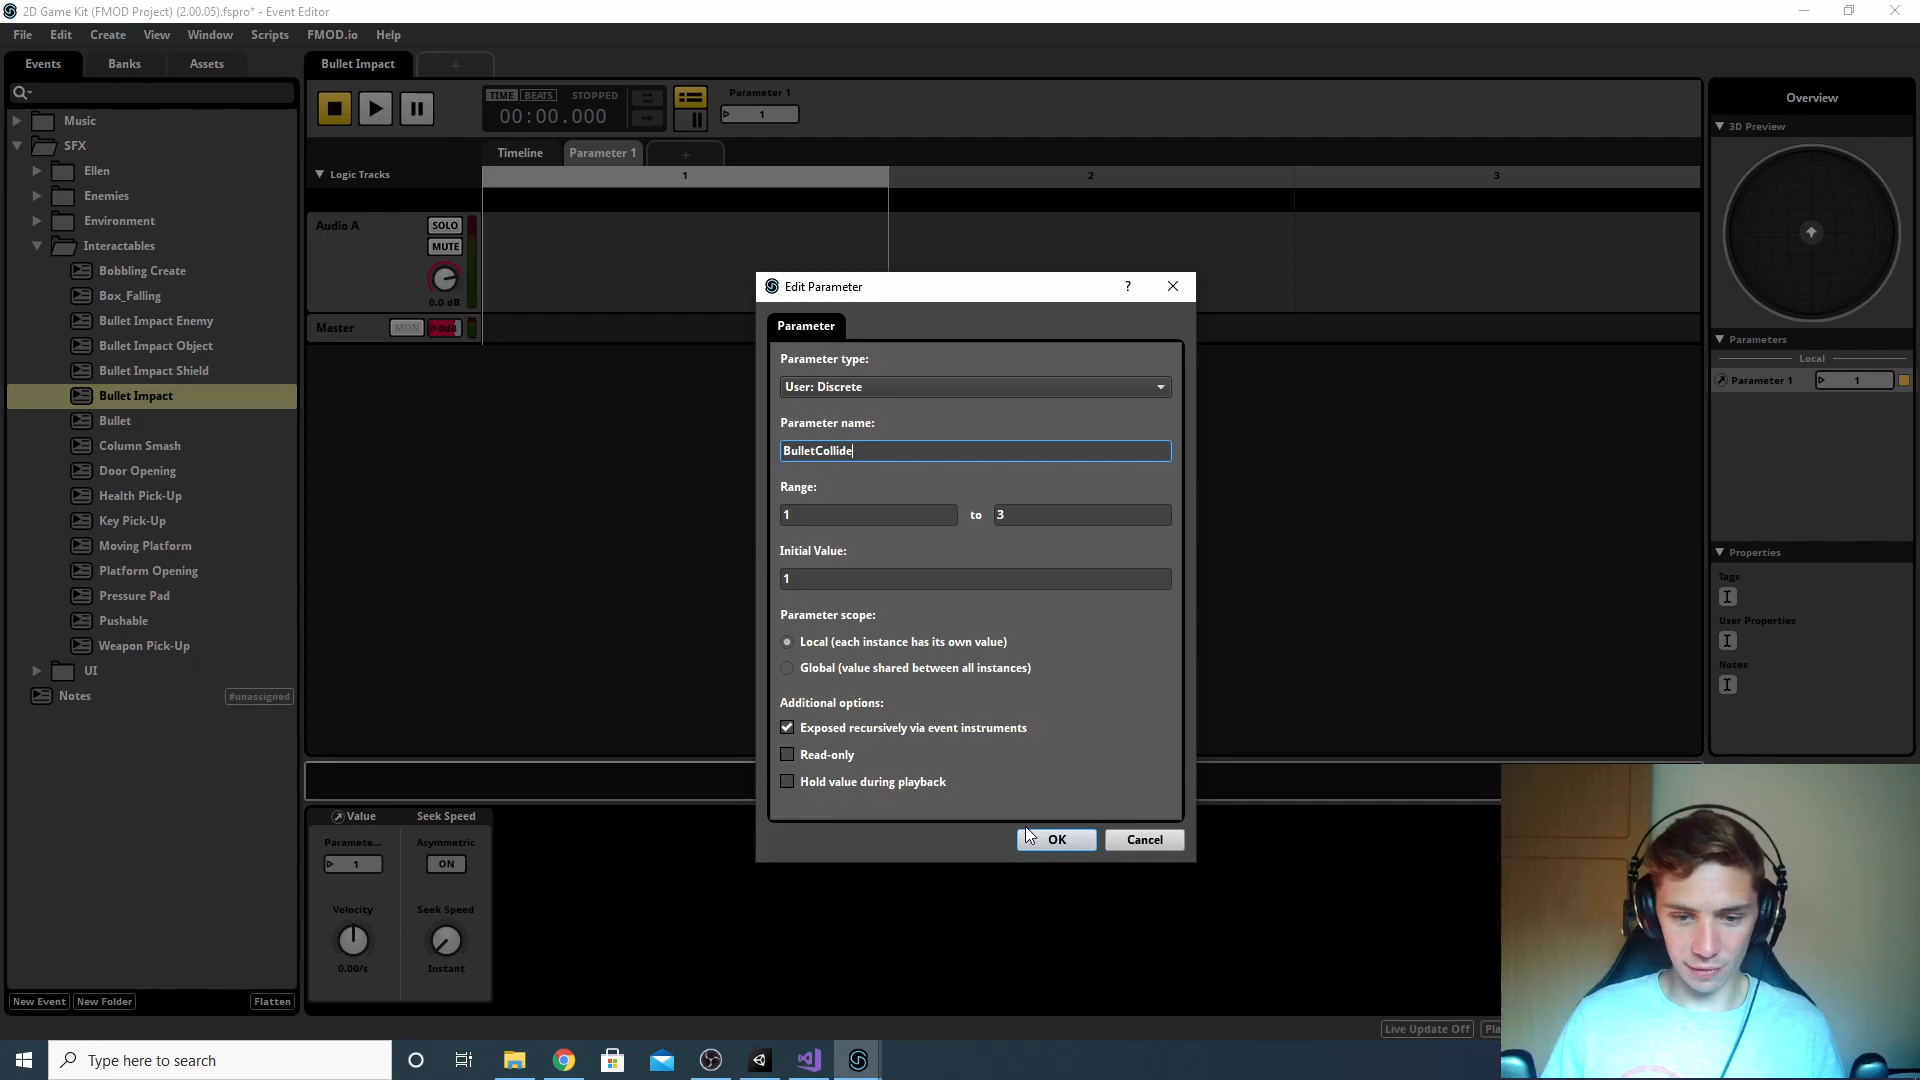 2D Game Kit (FMOD Project) (2.00.05).fspro* - Event Editor
File Edit Create View Window Scripts FMOD.io Help
Events Banks Assets
Bullet Impact +
Music
SFX
Ellen
Enemies
Environment
Interactables
Bobbling Create
Box_Falling
Bullet Impact Enemy
Bullet Impact Object
Bullet Impact Shield
Bullet Impact
Bullet
Column Smash
Door Opening
Health Pick-Up
Key Pick-Up
Moving Platform
Platform Opening
Pressure Pad
Pushable
Weapon Pick-Up
UI
Notes #unassigned
New Event New Folder Flatten
TIME BEATS STOPPED
00:00.000
Parameter 1
1
Timeline Parameter 1 +
Logic Tracks
1 2 3
Audio A SOLO
MUTE
0.0 dB
Master MON
Edit Parameter ?
Parameter
Parameter type:
User: Discrete
Parameter name:
BulletCollide
Range:
1 to 3
Initial Value:
1
Parameter scope:
Local (each instance has its own value)
Global (value shared between all instances)
Additional options:
Exposed recursively via event instruments
Read-only
Hold value during playback
OK Cancel
Value Seek Speed
Paramete... Asymmetric
1 ON
Velocity Seek Speed
0.00/s Instant
Overview
3D Preview
Parameters
Local
Parameter 1 1
Properties
Tags
User Properties
Notes
Live Update Off
Type here to search